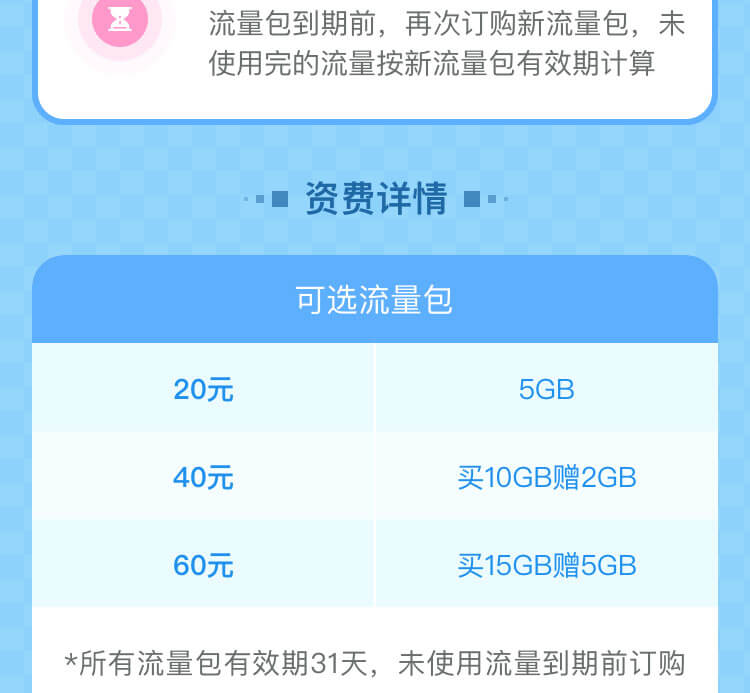 流量包到期前，再次订购新流量包，未
使用完的流量按新流量包有效期计算
资费详情
可选流量包
20元 5GB
40元 买10GB赠2GB
60元 买15GB赠5GB
*所有流量包有效期31天，未使用流量到期前订购